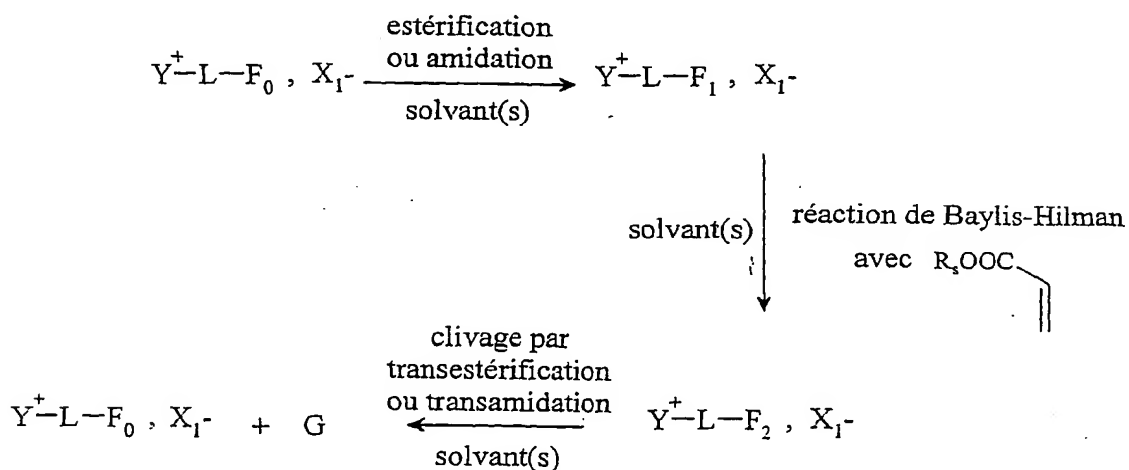 estérification
ou amidation
Y⁺—L—F₀ , X₁⁻
Y⁺—L—F₁ , X₁⁻
solvant(s)
réaction de Baylis-Hilman
solvant(s)
avec RₛOOC
clivage par
transestérification
ou transamidation
Y⁺—L—F₀ , X₁⁻ + G
Y⁺—L—F₂ , X₁⁻
solvant(s)